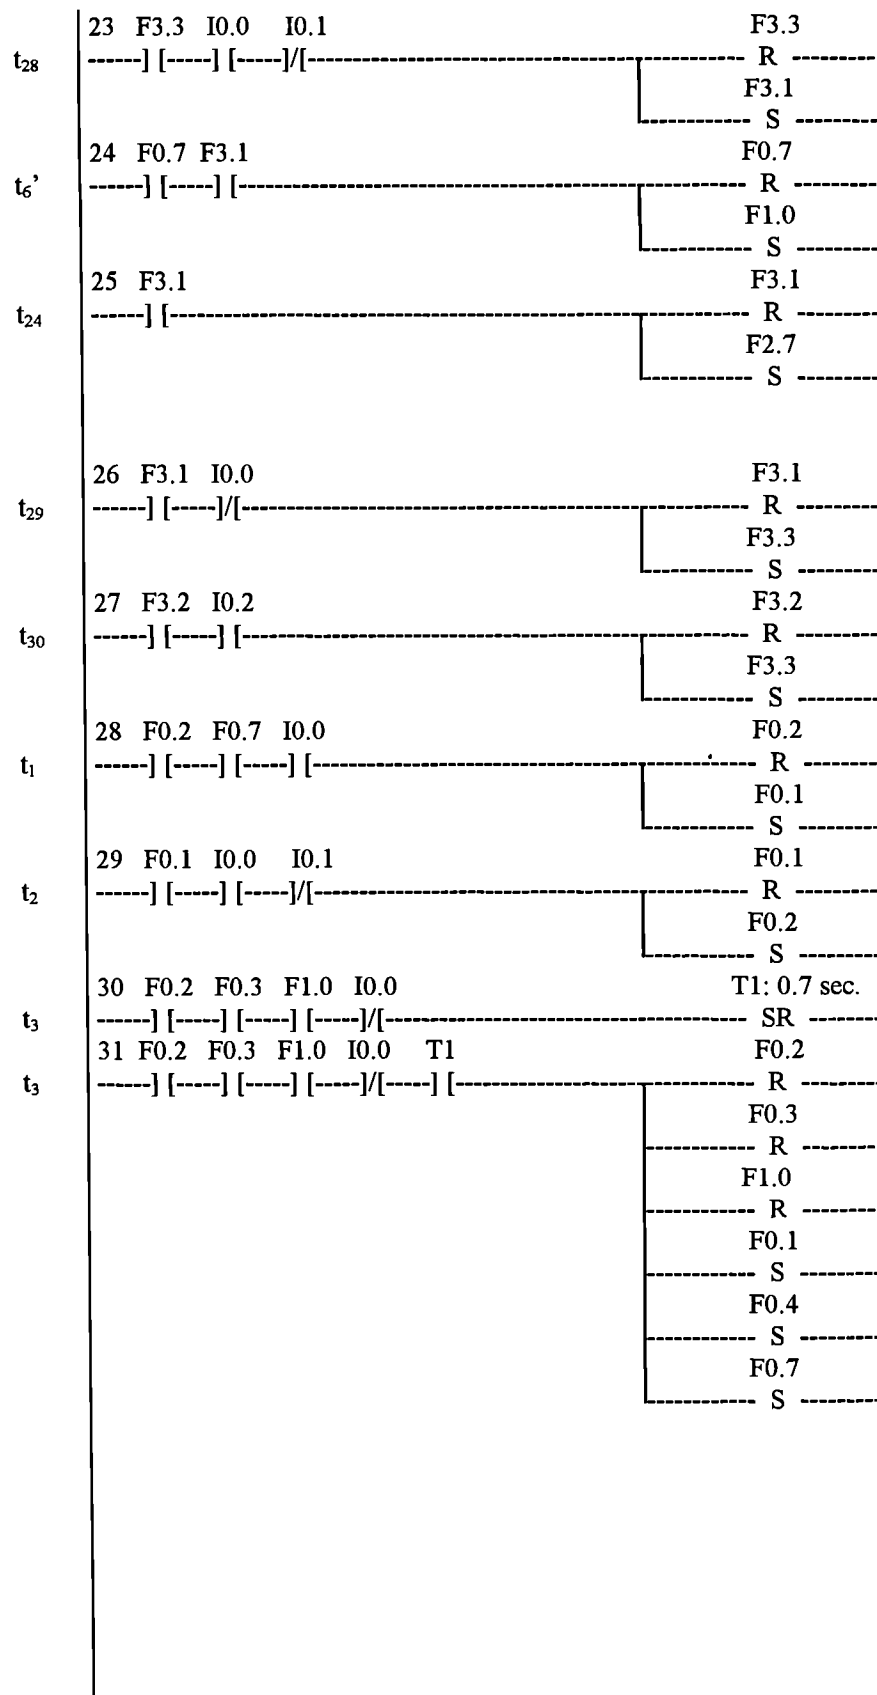 23 F3.3 I0.0 I0.1 F3.3
t28 ------] [-----] [-----]/[------------------------------------------ R --------
F3.1
----------- S --------
24 F0.7 F3.1 F0.7
t6’ ------] [-----] [------------------------------------------ R --------
F1.0
----------- S --------
25 F3.1 F3.1
t24 ------] [------------------------------------------ R --------
F2.7
----------- S --------
26 F3.1 I0.0 F3.1
t29 ------] [-----]/[------------------------------------------ R --------
F3.3
----------- S --------
27 F3.2 I0.2 F3.2
t30 ------] [-----] [------------------------------------------ R --------
F3.3
----------- S --------
28 F0.2 F0.7 I0.0 F0.2
t1 ------] [-----] [-----] [------------------------------------------ R --------
F0.1
----------- S --------
29 F0.1 I0.0 I0.1 F0.1
t2 ------] [-----] [-----]/[------------------------------------------ R --------
F0.2
----------- S --------
30 F0.2 F0.3 F1.0 I0.0 T1: 0.7 sec.
t3 ------] [-----] [-----] [-----]/[------------------------------------------ SR --------
31 F0.2 F0.3 F1.0 I0.0 T1 F0.2
t3 ------] [-----] [-----] [-----]/[-----] [------------------------------------------ R --------
F0.3
----------- R --------
F1.0
----------- R --------
F0.1
----------- S --------
F0.4
----------- S --------
F0.7
----------- S --------